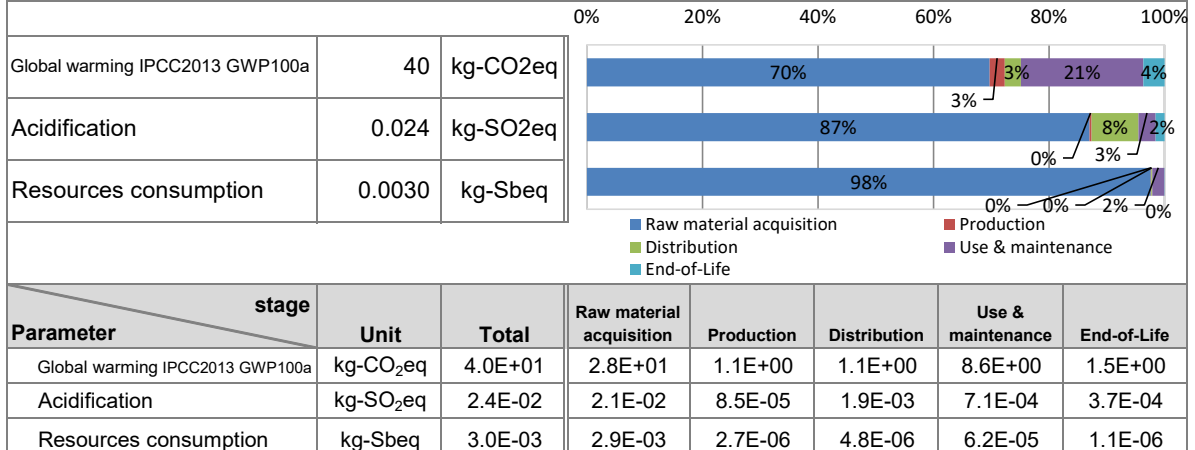 0% 20% 40% 60% 80% 100%
Global warming IPCC2013 GWP100a 40 kg-CO2eq 70% 3% 3% 21% 4%
Acidification 0.024 kg-SO2eq 87% 0% 8% 3% 2%
Resources consumption 0.0030 kg-Sbeq 98% 0% 0% 2% 0%
Raw material acquisition Production
Distribution Use & maintenance
End-of-Life
stage
Parameter Unit Total Raw material acquisition Production Distribution Use & maintenance End-of-Life
Global warming IPCC2013 GWP100a kg-CO₂eq 4.0E+01 2.8E+01 1.1E+00 1.1E+00 8.6E+00 1.5E+00
Acidification kg-SO₂eq 2.4E-02 2.1E-02 8.5E-05 1.9E-03 7.1E-04 3.7E-04
Resources consumption kg-Sbeq 3.0E-03 2.9E-03 2.7E-06 4.8E-06 6.2E-05 1.1E-06